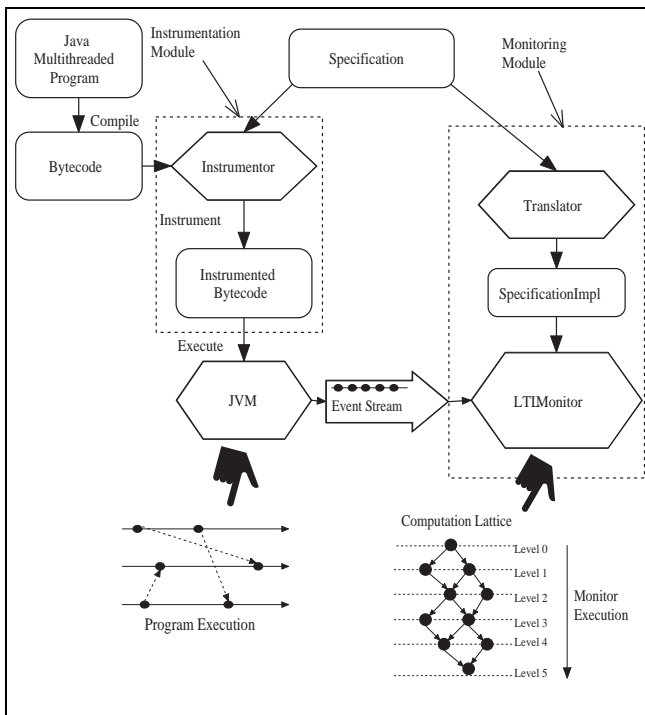 Java
Multithreaded
Program
Instrumentation
Module
Specification
Monitoring
Module
Compile
Bytecode
Instrumentor
Translator
Instrument
Instrumented
Bytecode
SpecificationImpl
Execute
JVM
Event Stream
LTLMonitor
Computation Lattice
Level 0
Level 1
Level 2
Level 3
Level 4
Level 5
Monitor
Execution
Program Execution